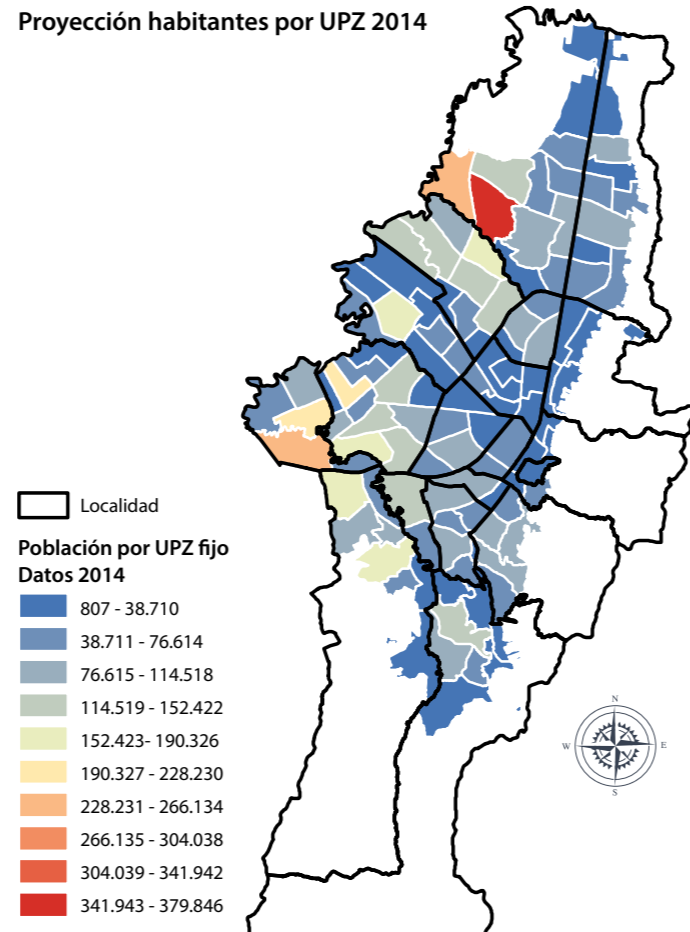 Proyección habitantes por UPZ 2014
Localidad
Población por UPZ fijo
Datos 2014
807 - 38.710
38.711 - 76.614
76.615 - 114.518
114.519 - 152.422
152.423- 190.326
190.327 - 228.230
228.231 - 266.134
266.135 - 304.038
304.039 - 341.942
341.943 - 379.846
N
W E
S